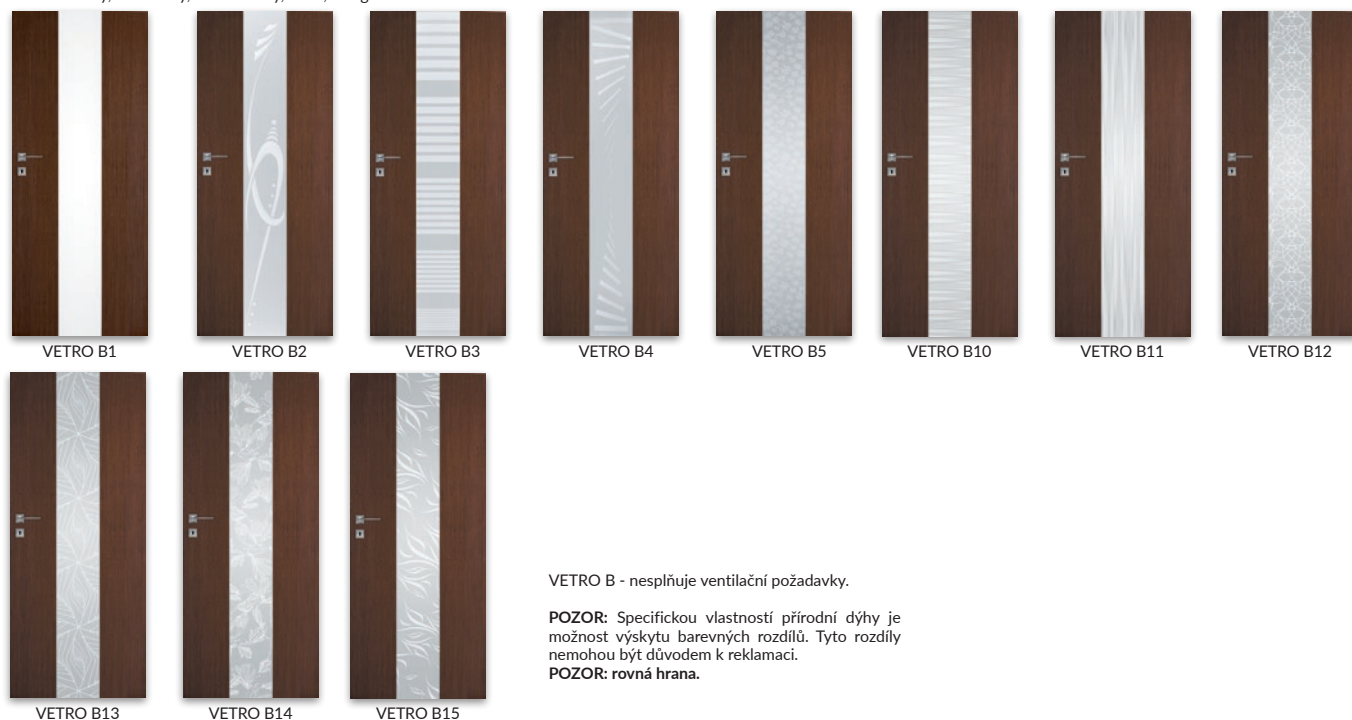 VETRO B1
VETRO B2
VETRO B3
VETRO B4
VETRO B5
VETRO B10
VETRO B11
VETRO B12
VETRO B13
VETRO B14
VETRO B15
VETRO B - nesplňuje ventilační požadavky.
POZOR: Specifickou vlastností přírodní dýhy je
možnost výskytu barevných rozdílů. Tyto rozdíly
nemohou být důvodem k reklamaci.
POZOR: rovná hrana.